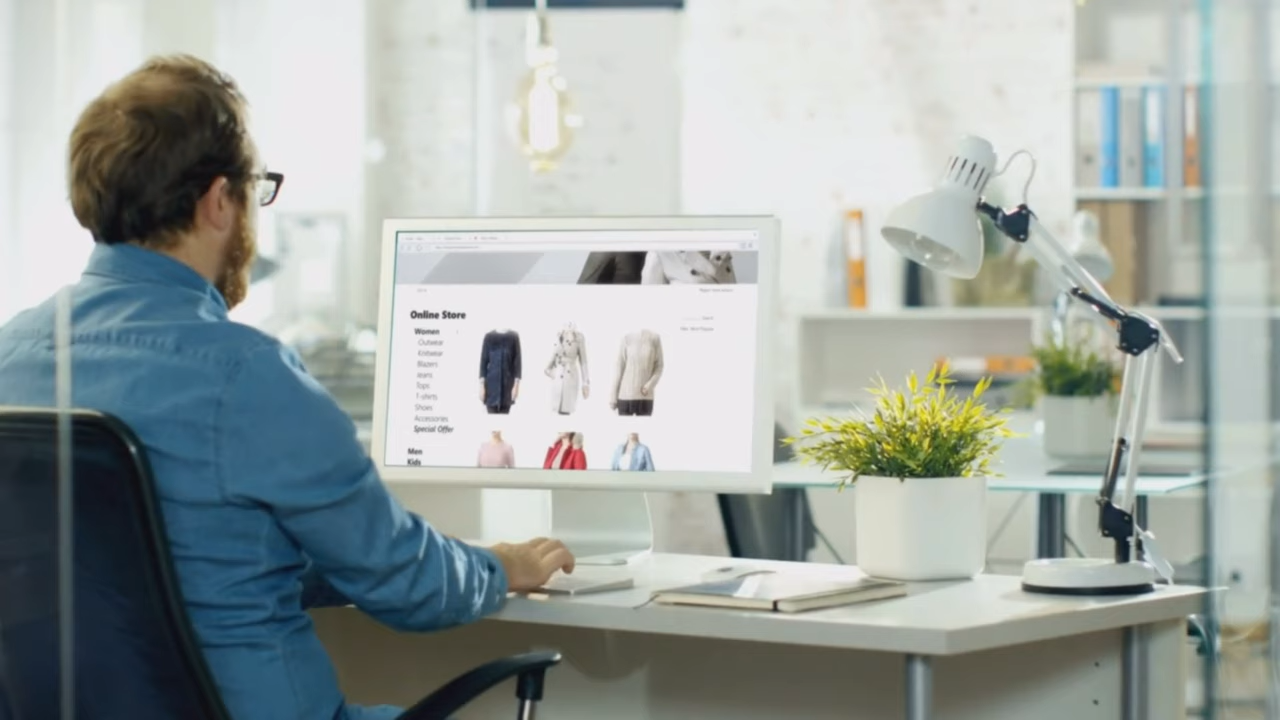 Online Store
Women
Outwear
Knitwear
Blazers
Jeans
Tops
T-shirts
Shoes
Accessories
Special Offer
Men
Kids